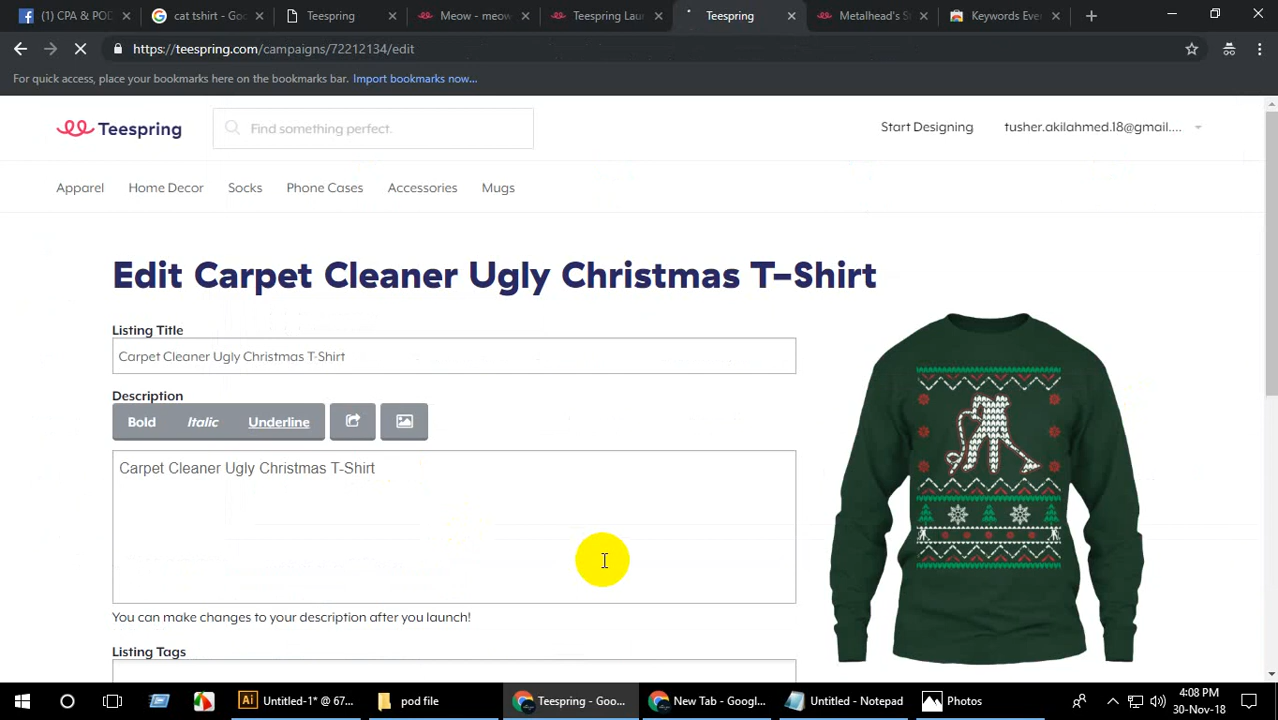 (1) CPA & POD
cat tshirt - Goo
Teespring
Meow - meow
Teespring Lau
Teespring
Metalhead's S
Keywords Eve
https://teespring.com/campaigns/72212134/edit
For quick access, place your bookmarks here on the bookmarks bar. Import bookmarks now...
Teespring
Find something perfect.
Start Designing
tusher.akilahmed.18@gmail....
Apparel Home Decor Socks Phone Cases Accessories Mugs
Edit Carpet Cleaner Ugly Christmas T-Shirt
Listing Title
Carpet Cleaner Ugly Christmas T-Shirt
Description
Bold Italic Underline
Carpet Cleaner Ugly Christmas T-Shirt
You can make changes to your description after you launch!
Listing Tags
Untitled-1* @ 67...
pod file
Teespring - Goo...
New Tab - Googl...
Untitled - Notepad
Photos
4:08 PM
30-Nov-18